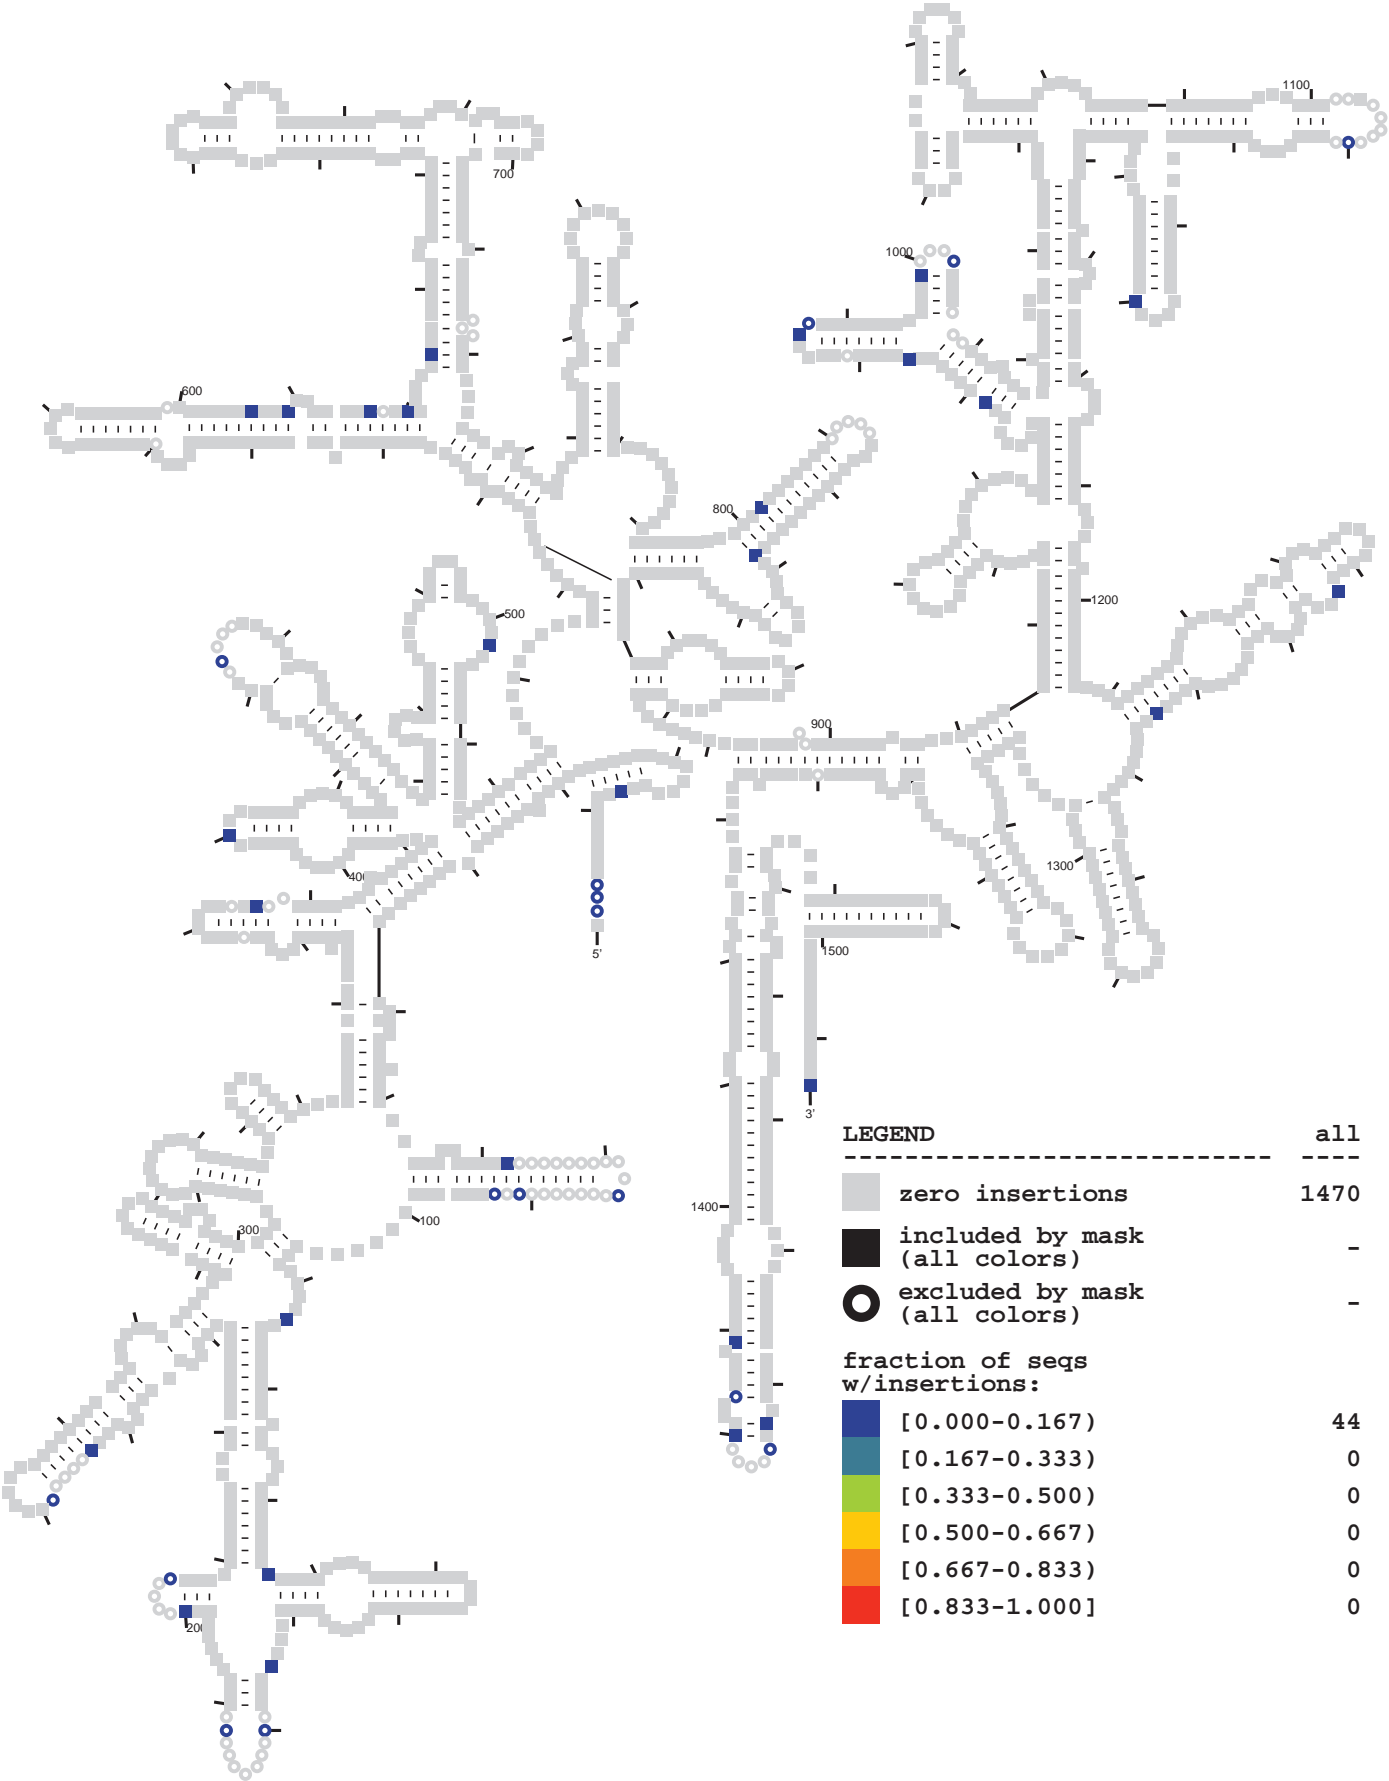 1100
700
1000
600
800
500
1200
900
400
1300
5'
1500
3'
LEGEND all
zero insertions 1470
1400
100
included by mask
(all colors) -
300
excluded by mask
(all colors) -
fraction of seqs
w/insertions:
[0.000-0.167) 44
[0.167-0.333) 0
[0.333-0.500) 0
[0.500-0.667) 0
[0.667-0.833) 0
[0.833-1.000] 0
200